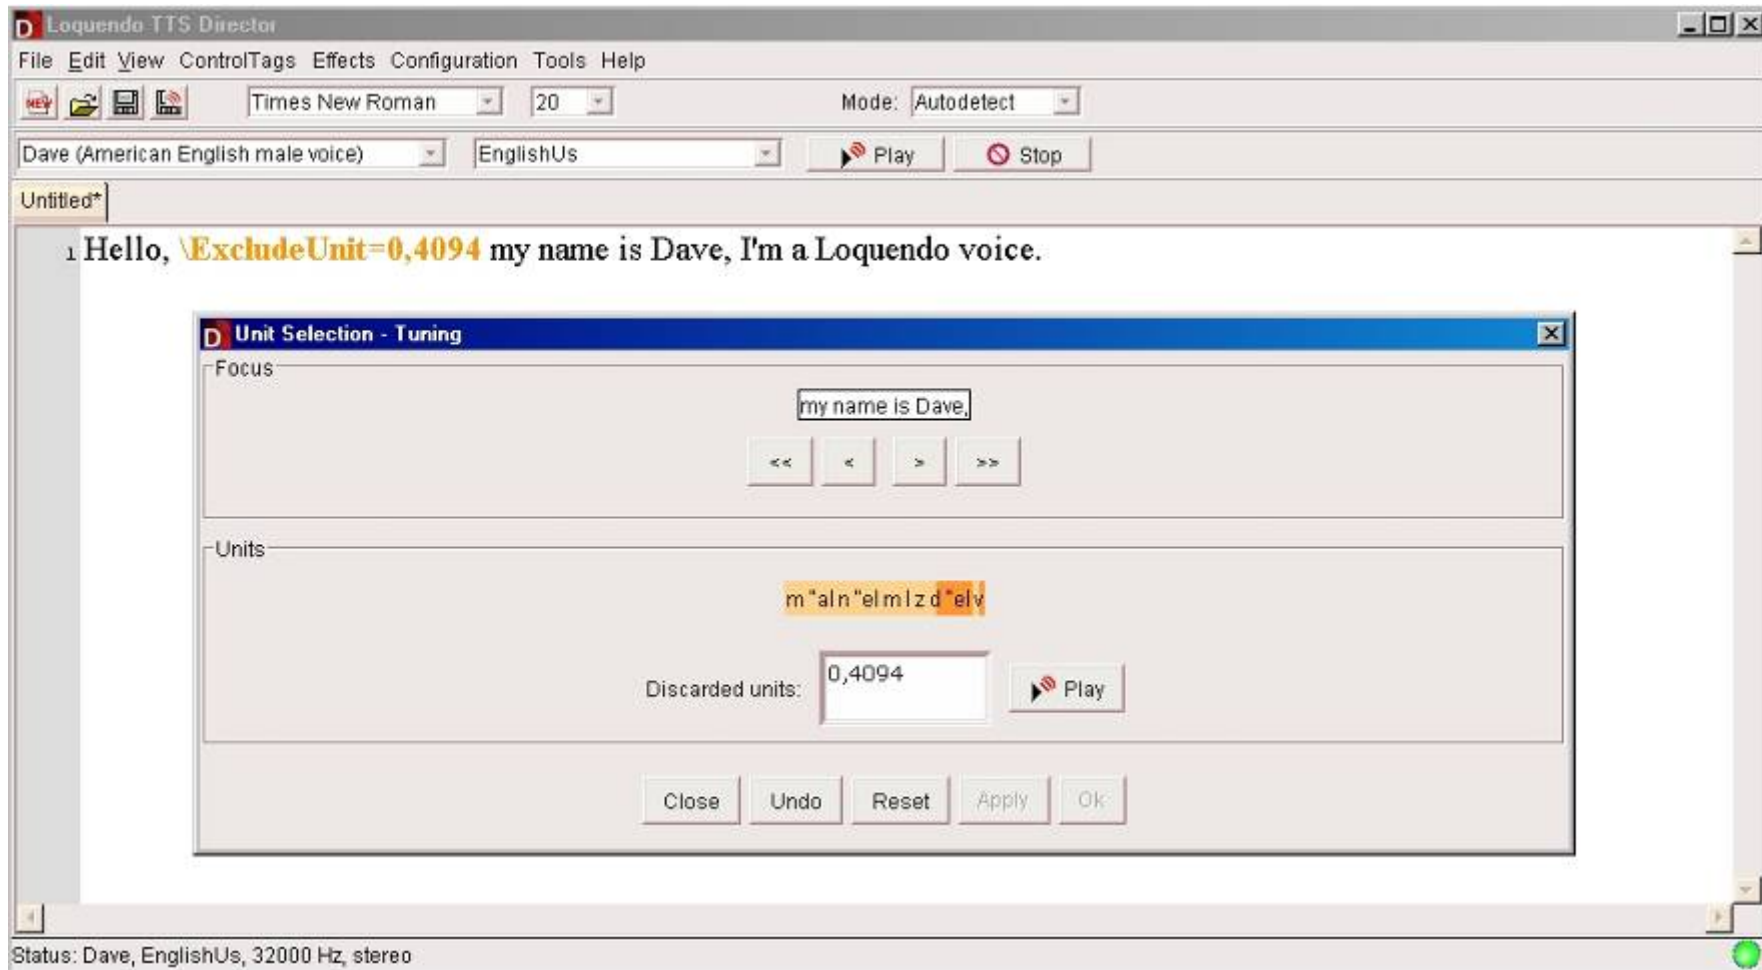 Loquendo TTS Director
File Edit View ControlTags Effects Configuration Tools Help
NEW Times New Roman 20 Mode: Autodetect
Dave (American English male voice) EnglishUs Play Stop
Untitled*
1 Hello, \ExcludeUnit=0,4094 my name is Dave, I'm a Loquendo voice.
D Unit Selection - Tuning
Focus
my name is Dave,
<< < > >>
Units
m "aI n "eI m I z d "eI v
Discarded units: 0,4094 Play
Close Undo Reset Apply Ok
Status: Dave, EnglishUs, 32000 Hz, stereo